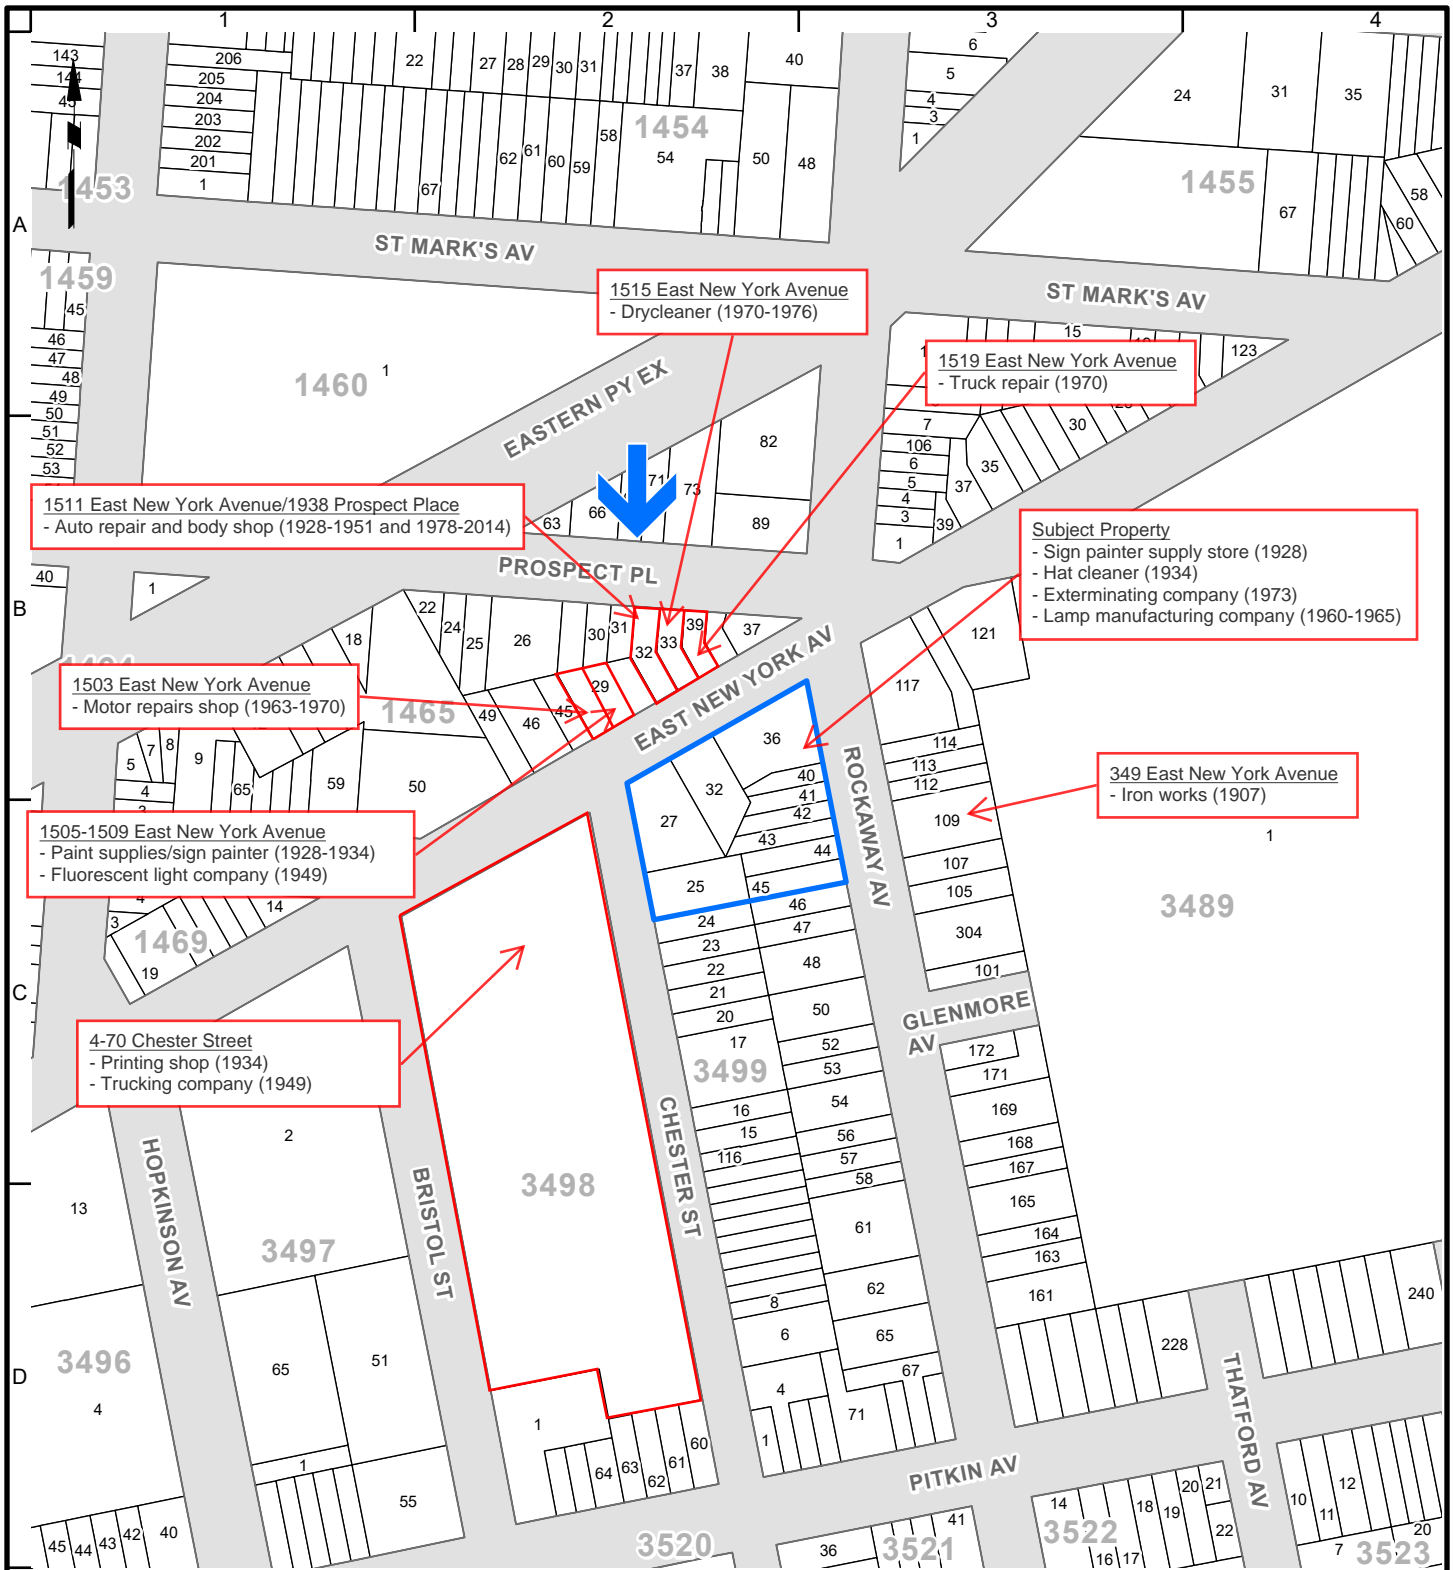 1 2 3 4
A
B
C
D
143
144
45
1453
206
205
204
203
202
201
1
22 27 28 29 30 31 37 38 40
1454
67 62 61 60 59 58 54 50 48
6
5
4
3
1
24 31 35
1455
67 58 60
ST MARK'S AV
ST MARK'S AV
1459
45
46
47
48
49
50
51
52
53
1460 1
EASTERN PY EX
1515 East New York Avenue
- Drycleaner (1970-1976)
1519 East New York Avenue
- Truck repair (1970)
15 123
7
106
6
5
4
3
1
39 37 35 30
82
89
63 66 71 73
1511 East New York Avenue/1938 Prospect Place
- Auto repair and body shop (1928-1951 and 1978-2014)
Subject Property
- Sign painter supply store (1928)
- Hat cleaner (1934)
- Exterminating company (1973)
- Lamp manufacturing company (1960-1965)
PROSPECT PL
40
1
18 22 24 25 26 30 31 32 33 39 37
29
45 46 49
1465
EAST NEW YORK AV
1503 East New York Avenue
- Motor repairs shop (1963-1970)
5 7 8 9
4
65 59 50
1505-1509 East New York Avenue
- Paint supplies/sign painter (1928-1934)
- Fluorescent light company (1949)
36
32
27
25
40
41
42
43
44
45
ROCKAWAY AV
121
117
114
113
112
109
107
105
304
101
349 East New York Avenue
- Iron works (1907)
1
3489
3
14
1469
19
24
23
22
21
20
17
3499
16
15
116
8
6
4
1
46
47
48
50
52
53
54
56
57
58
61
62
65
67
71
GLENMORE
AV
172
171
169
168
167
165
164
163
161
4-70 Chester Street
- Printing shop (1934)
- Trucking company (1949)
HOPKINSON AV
BRISTOL ST
CHESTER ST
2
13
3497
3498
3496
4
65
51
1
55
1
64 63 62 61 60
228
240
THATFORD AV
PITKIN AV
45 44 43 42 40
3520
36
3521
41
14
3522
16 17 18 19 20 21
22
10 11 12
7
20
3523